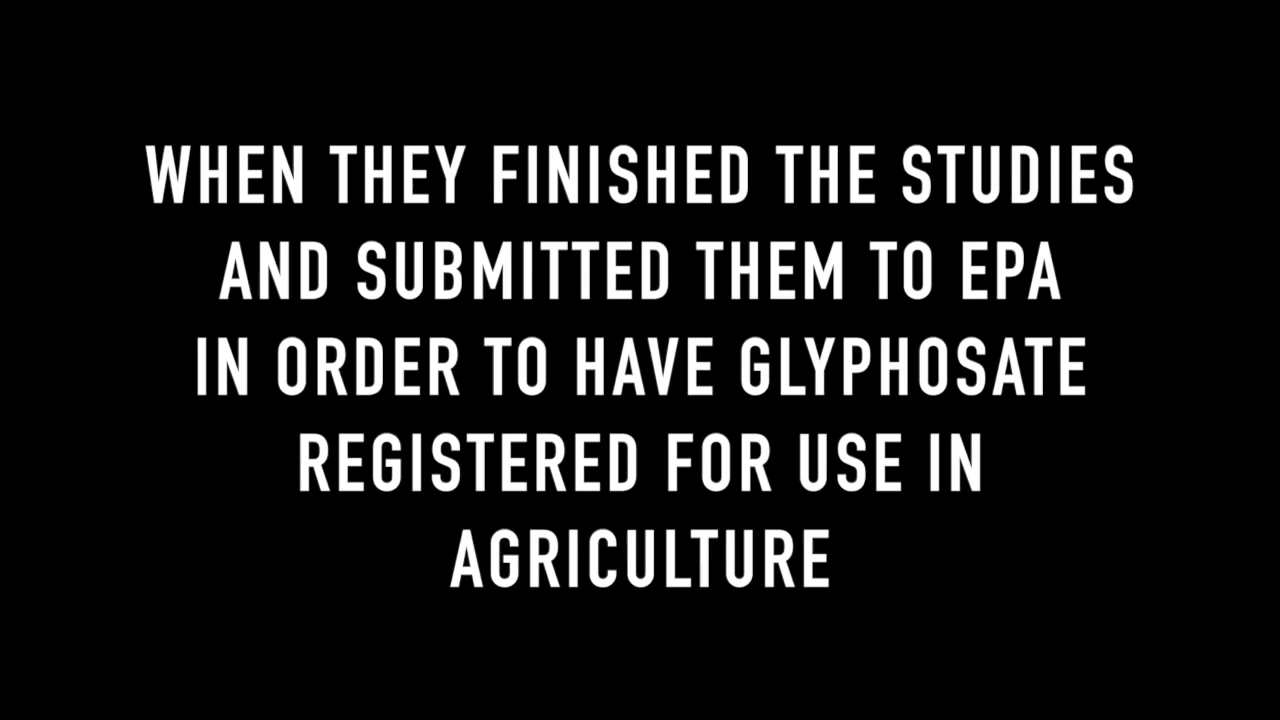 WHEN THEY FINISHED THE STUDIES
AND SUBMITTED THEM TO EPA
IN ORDER TO HAVE GLYPHOSATE
REGISTERED FOR USE IN
AGRICULTURE